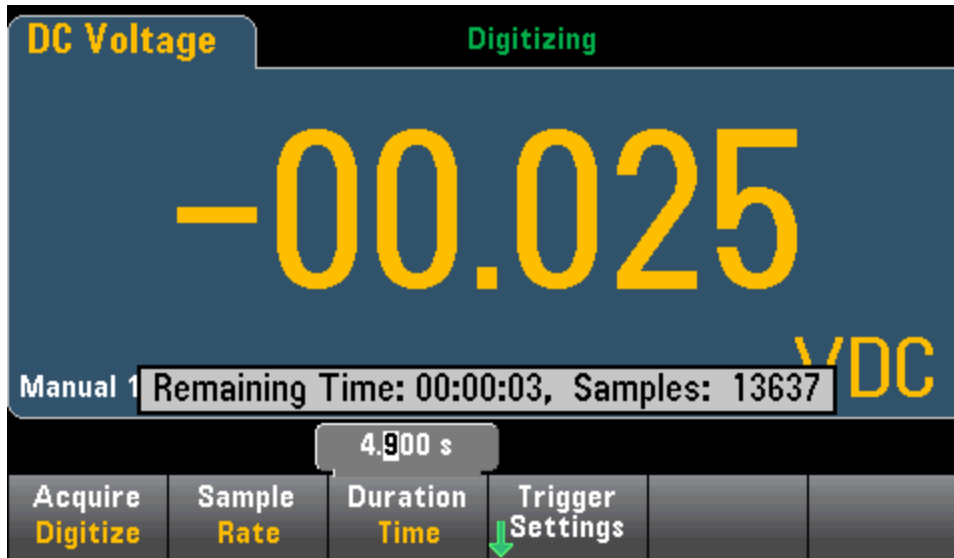 DC Voltage
Digitizing
-00.025
VDC
Manual 1
Remaining Time: 00:00:03, Samples: 13637
4.900 s
Acquire
Digitize
Sample
Rate
Duration
Time
Trigger
Settings